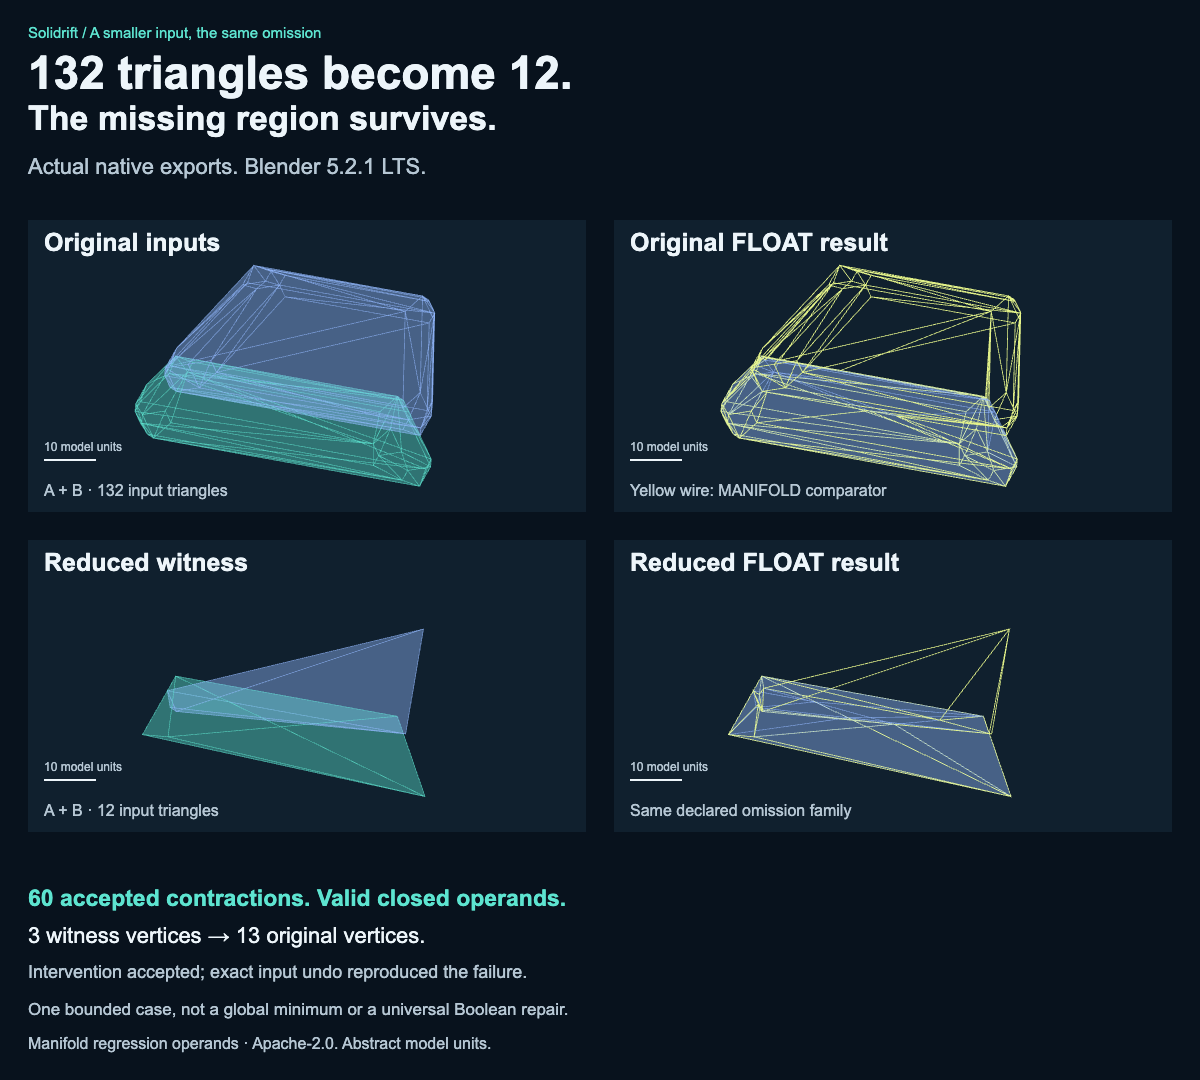 Solidrift / A smaller input, the same omission
132 triangles become 12.
The missing region survives.
Actual native exports. Blender 5.2.1 LTS.
Original inputs
10 model units
A + B · 132 input triangles
Original FLOAT result
10 model units
Yellow wire: MANIFOLD comparator
Reduced witness
10 model units
A + B · 12 input triangles
Reduced FLOAT result
10 model units
Same declared omission family
60 accepted contractions. Valid closed operands.
3 witness vertices → 13 original vertices.
Intervention accepted; exact input undo reproduced the failure.
One bounded case, not a global minimum or a universal Boolean repair.
Manifold regression operands · Apache-2.0. Abstract model units.